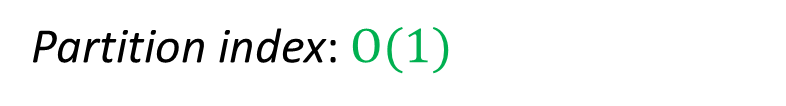 Partition index: O(1)